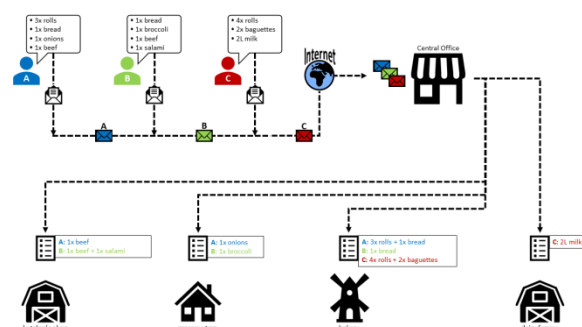 • 3x rolls
• 1x bread
• 1x onions
• 1x beef
• 1x bread
• 1x broccoli
• 1x beef
• 1x salami
• 4x rolls
• 2x baguettes
• 2L milk
Internet
Central Office
A
B
C
A
B
C
A: 1x beef
B: 1x beef + 1x salami
A: 1x onions
B: 1x broccoli
A: 3x rolls + 1x bread
B: 1x bread
C: 4x rolls + 2x baguettes
C: 2L milk